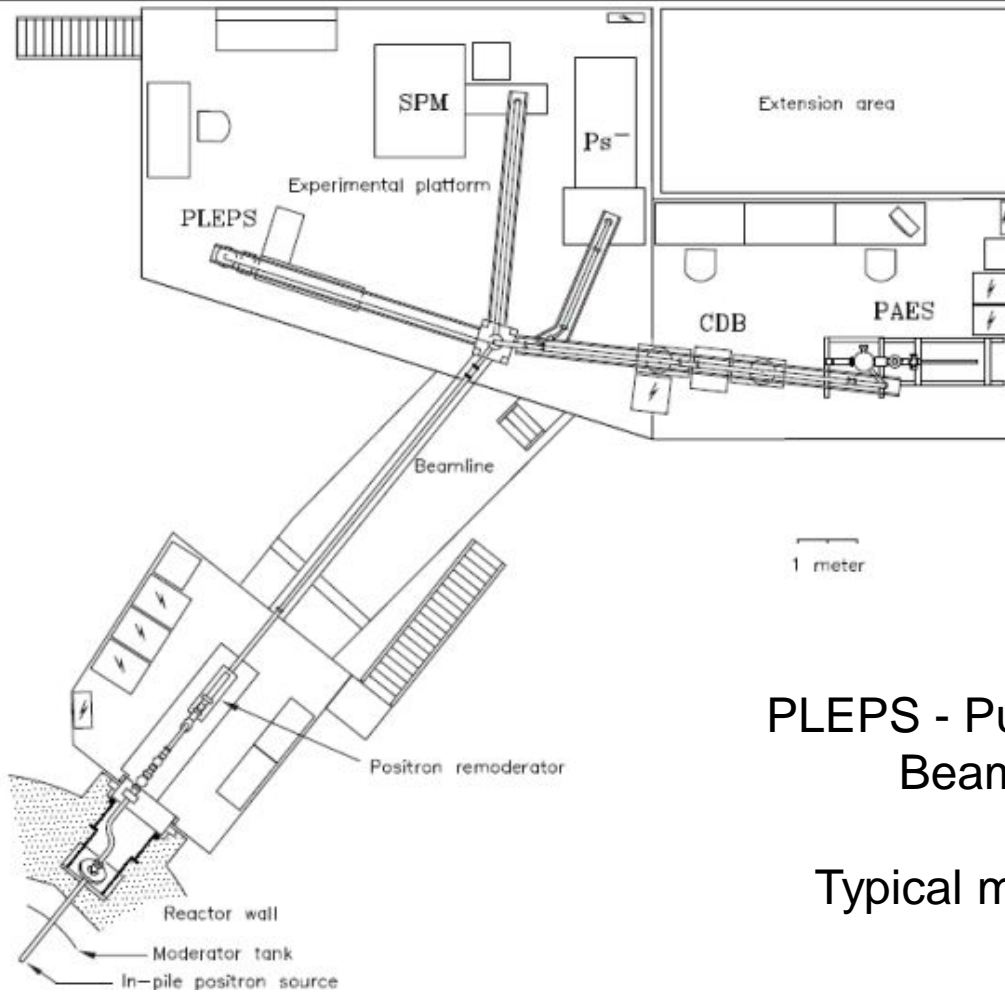 SPM
Ps⁻
Extension area
Experimental platform
PLEPS
CDB
PAES
Beamline
1 meter
Positron remoderator
Reactor wall
Moderator tank
In-pile positron source
PLEPS - Pu
Beam
Typical m